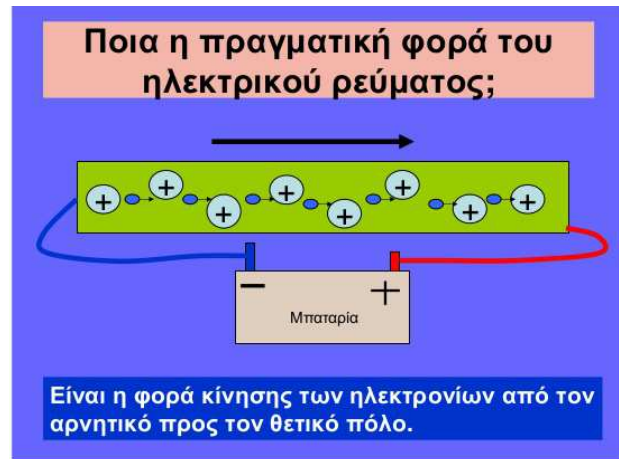 Ποια η πραγματική φορά του
ηλεκτρικού ρεύματος;
+ + + + + + + +
− +
Μπαταρία
Είναι η φορά κίνησης των ηλεκτρονίων από τον
αρνητικό προς τον θετικό πόλο.